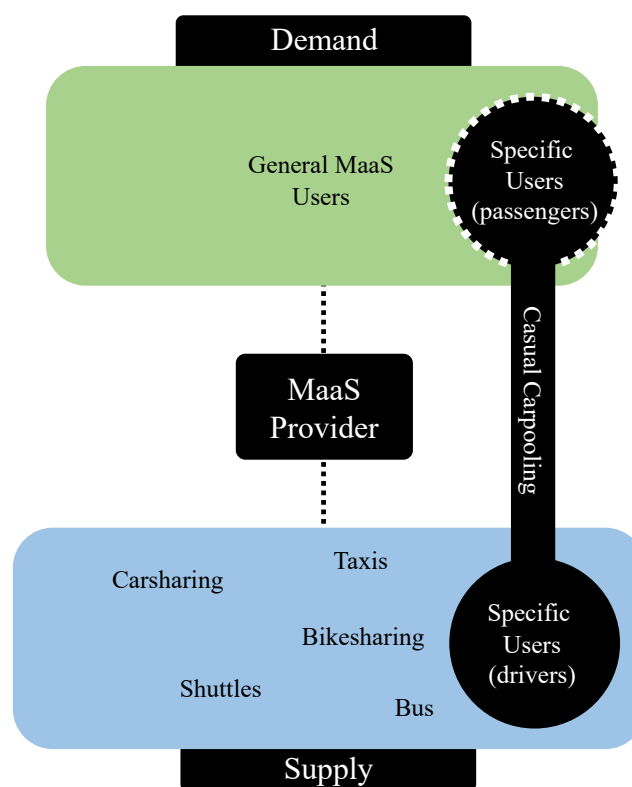 Demand
General MaaS
Users
Specific
Users
(passengers)
Casual Carpooling
MaaS
Provider
Taxis
Carsharing
Bikesharing
Shuttles
Bus
Specific
Users
(drivers)
Supply